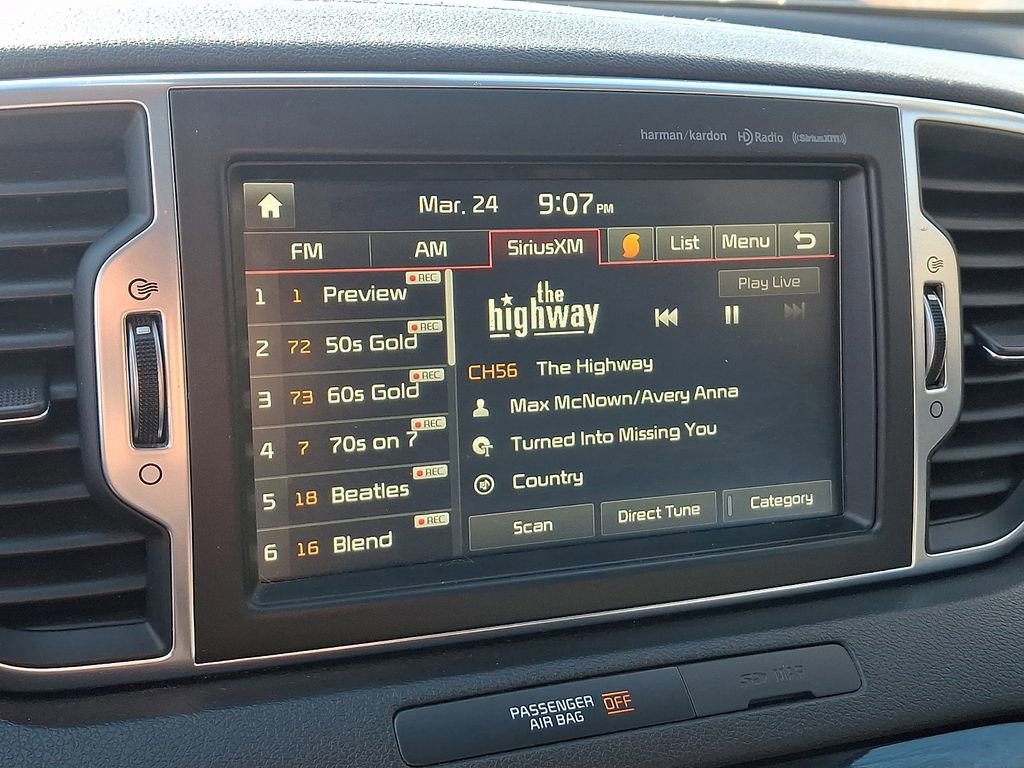 harman/kardon HD Radio ((SiriusXM))
Mar. 24 9:07 PM
FM AM SiriusXM List Menu
1 1 Preview REC
2 72 50s Gold REC
3 73 60s Gold REC
4 7 70s on 7 REC
5 18 Beatles REC
6 16 Blend REC
the
highway
Play Live
CH56 The Highway
Max McNown/Avery Anna
Turned Into Missing You
Country
Scan Direct Tune Category
PASSENGER
AIR BAG
OFF